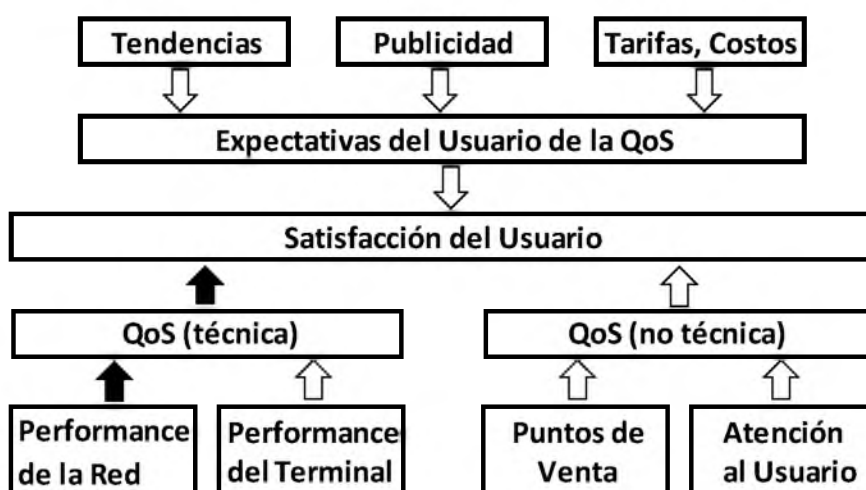 Tendencias
Publicidad
Tarifas, Costos
Expectativas del Usuario de la QoS
Satisfacción del Usuario
QoS (técnica)
QoS (no técnica)
Performance
de la Red
Performance
del Terminal
Puntos de
Venta
Atención
al Usuario